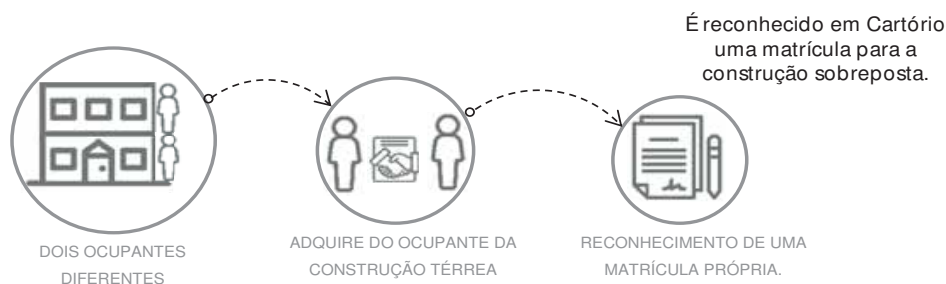 É reconhecido em Cartório
uma matrícula para a
construção sobreposta.
DOIS OCUPANTES
DIFERENTES
ADQUIRE DO OCUPANTE DA
CONSTRUÇÃO TÉRREA
RECONHECIMENTO DE UMA
MATRÍCULA PRÓPRIA.